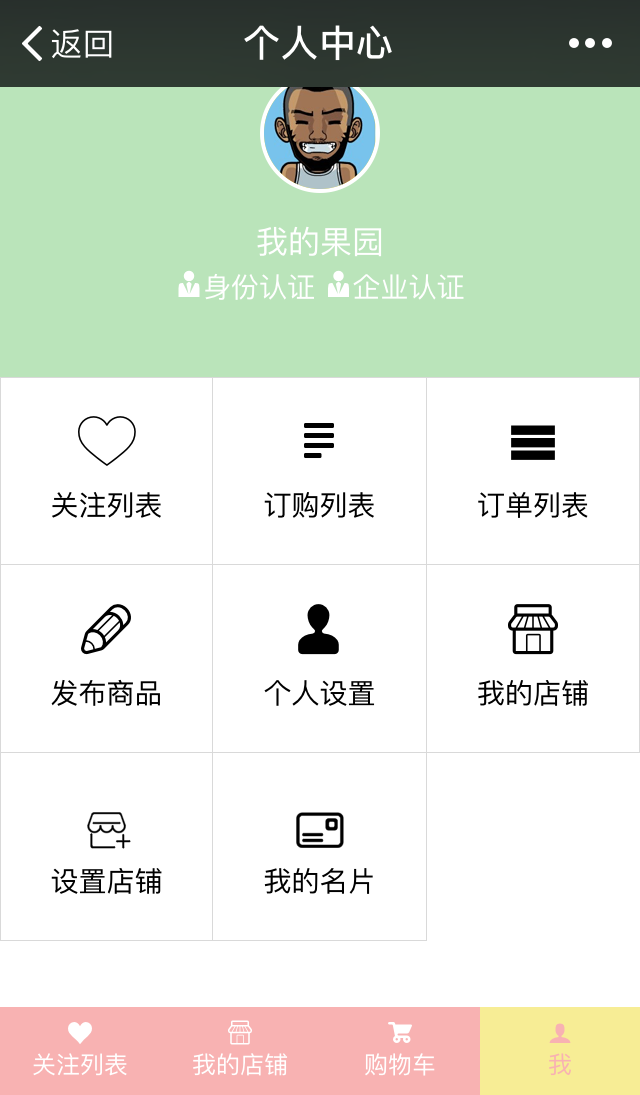 返回 个人中心
我的果园
身份认证 企业认证
关注列表 订购列表 订单列表
发布商品 个人设置 我的店铺
设置店铺 我的名片
关注列表 我的店铺 购物车 我